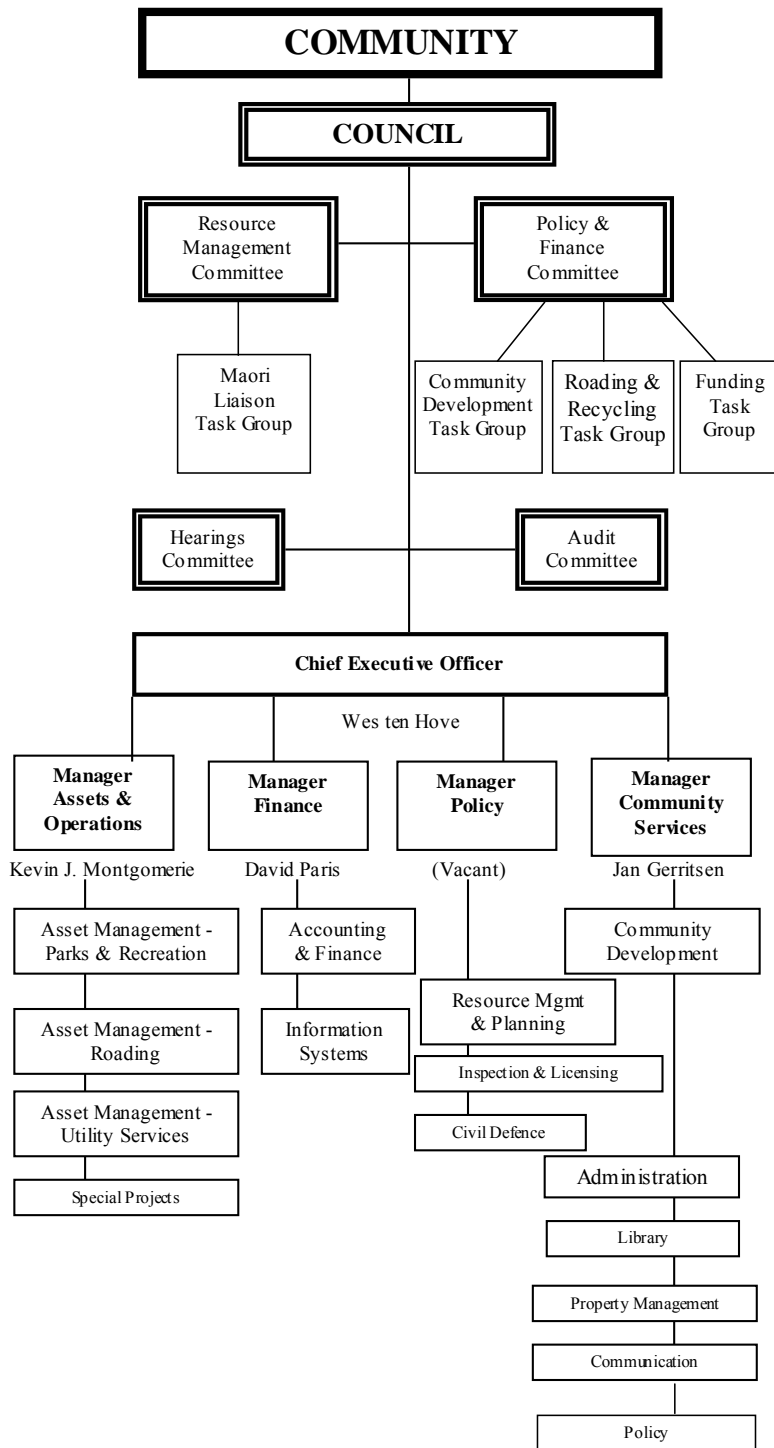 COMMUNITY
COUNCIL
Resource
Management
Committee
Policy &
Finance
Committee
Maori
Liaison
Task Group
Community
Development
Task Group
Roading &
Recycling
Task Group
Funding
Task
Group
Hearings
Committee
Audit
Committee
Chief Executive Officer
Wes ten Hove
Manager
Assets &
Operations
Kevin J. Montgomerie
Asset Management -
Parks & Recreation
Asset Management -
Roading
Asset Management -
Utility Services
Special Projects
Manager
Finance
David Paris
Accounting
& Finance
Information
Systems
Manager
Policy
(Vacant)
Resource Mgmt
& Planning
Inspection & Licensing
Civil Defence
Manager
Community
Services
Jan Gerritsen
Community
Development
Administration
Library
Property Management
Communication
Policy